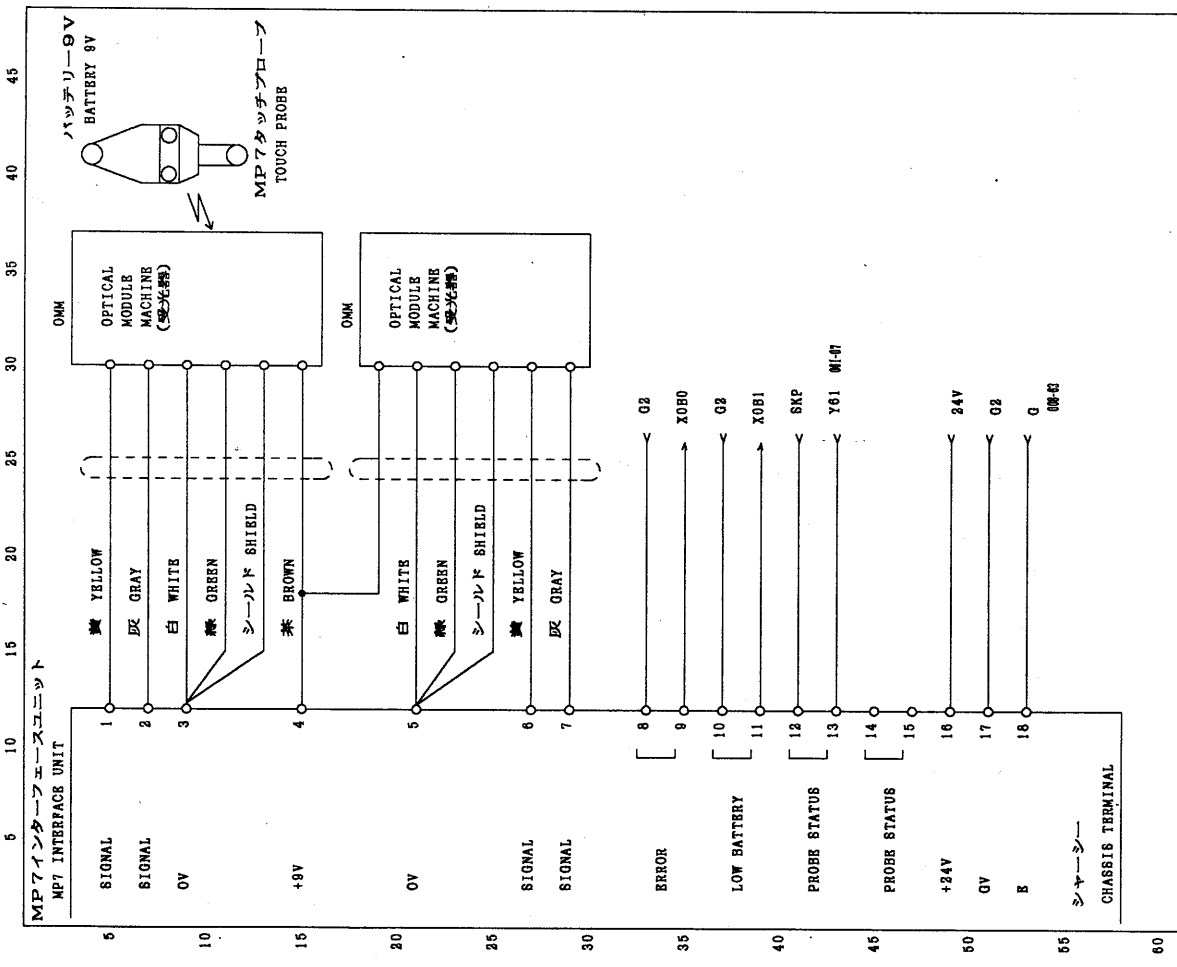 MP7インターフェースユニット
MP7 INTERFACE UNIT
5
10
15
20
25
30
35
40
45
5
10
15
20
25
30
35
40
45
50
55
60
SIGNAL
1
黄 YELLOW
SIGNAL
2
灰 GRAY
0V
3
白 WHITE
緑 GREEN
シールド SHIELD
+9V
4
茶 BROWN
OMM
OPTICAL
MODULE
MACHINE
(受光器)
バッテリー9V
BATTERY 9V
MP7タッチプローブ
TOUCH PROBE
0V
5
白 WHITE
緑 GREEN
シールド SHIELD
SIGNAL
6
黄 YELLOW
SIGNAL
7
灰 GRAY
OMM
OPTICAL
MODULE
MACHINE
(受光器)
ERROR
8
G2
9
X0B0
LOW BATTERY
10
G2
11
X0B1
PROBE STATUS
12
SKP
13
Y61 061-07
PROBE STATUS
14
15
+24V
16
24V
0V
17
G2
E
18
G 008-63
シャーシー
CHASSIS TERMINAL